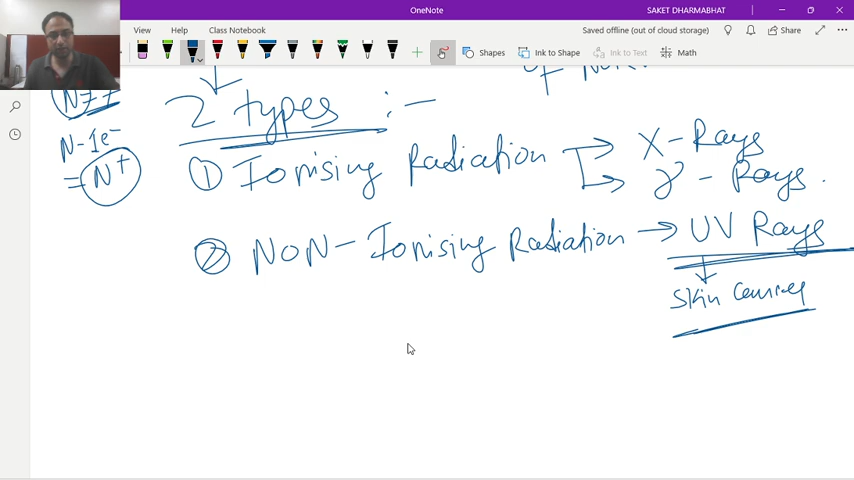 OneNote
SAKET DHARMABHAT
View Help Class Notebook
Saved offline (out of cloud storage)
Share
Shapes
Ink to Shape
Ink to Text
Math
2 types :-
N-1e-
= N+
① Ionising Radiation → X-Rays
→ γ-Rays.
② NON-Ionising Radiation → UV Rays
Skin